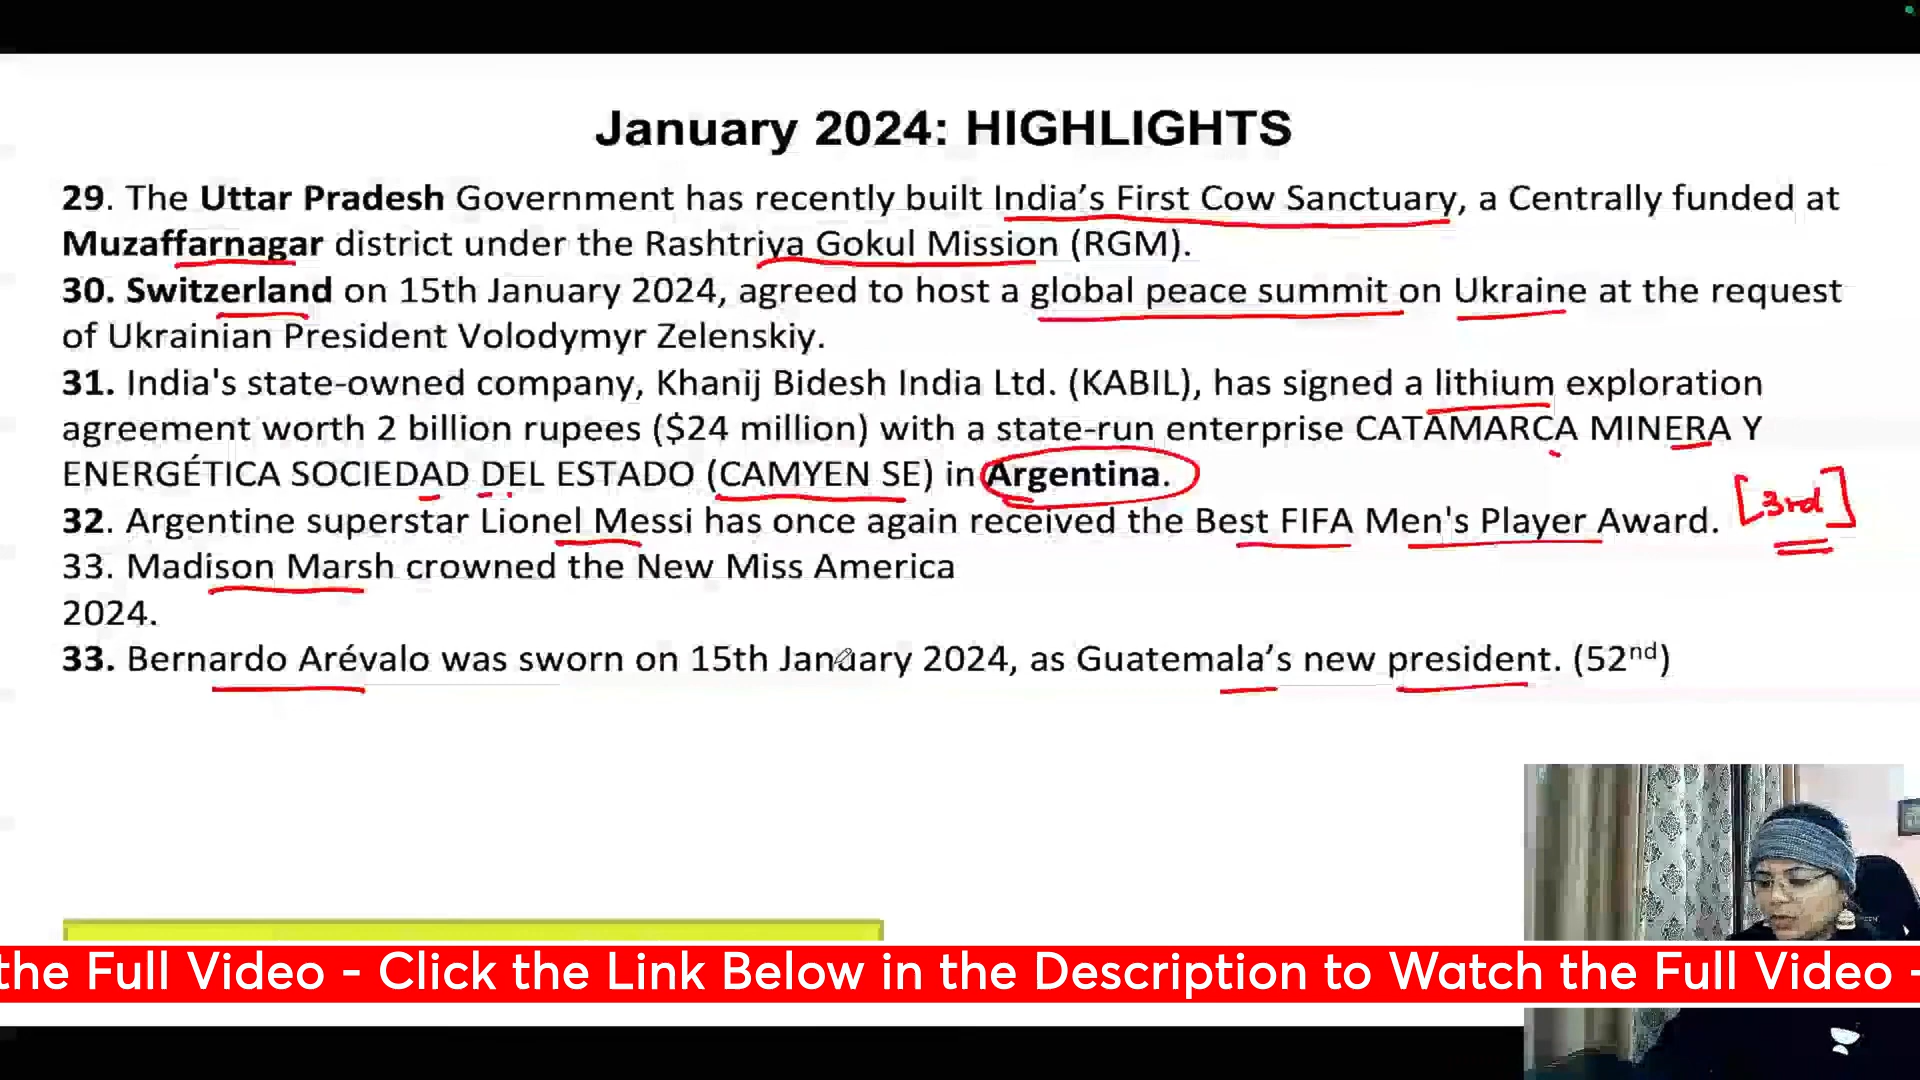 January 2024: HIGHLIGHTS
29. The Uttar Pradesh Government has recently built India’s First Cow Sanctuary, a Centrally funded at
Muzaffarnagar district under the Rashtriya Gokul Mission (RGM).
30. Switzerland on 15th January 2024, agreed to host a global peace summit on Ukraine at the request
of Ukrainian President Volodymyr Zelenskiy.
31. India's state-owned company, Khanij Bidesh India Ltd. (KABIL), has signed a lithium exploration
agreement worth 2 billion rupees ($24 million) with a state-run enterprise CATAMARCA MINERA Y
ENERGÉTICA SOCIEDAD DEL ESTADO (CAMYEN SE) in Argentina.
[3rd]
32. Argentine superstar Lionel Messi has once again received the Best FIFA Men's Player Award.
33. Madison Marsh crowned the New Miss America
2024.
33. Bernardo Arévalo was sworn on 15th January 2024, as Guatemala’s new president. (52nd)
the Full Video - Click the Link Below in the Description to Watch the Full Video -